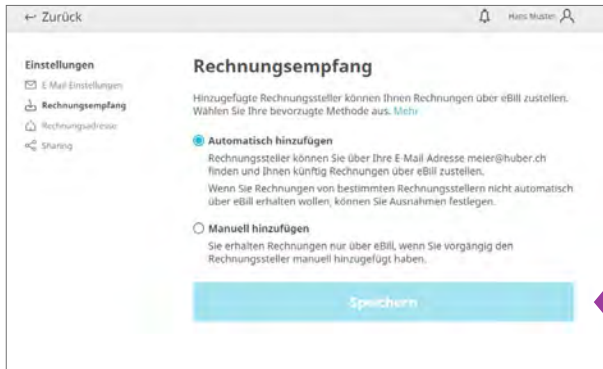 ← Zurück
Hans Muster
Einstellungen
E-Mail Einstellungen
Rechnungsempfang
Rechnungsadresse
Sharing
Rechnungsempfang
Hinzugefügte Rechnungssteller können Ihnen Rechnungen über eBill zustellen.
Wählen Sie Ihre bevorzugte Methode aus. Mehr
Automatisch hinzufügen
Rechnungssteller können Sie über Ihre E-Mail Adresse meier@huber.ch
finden und Ihnen künftig Rechnungen über eBill zustellen.
Wenn Sie Rechnungen von bestimmten Rechnungsstellern nicht automatisch
über eBill erhalten wollen, können Sie Ausnahmen festlegen.
Manuell hinzufügen
Sie erhalten Rechnungen nur über eBill, wenn Sie vorgängig den
Rechnungssteller manuell hinzugefügt haben.
Speichern